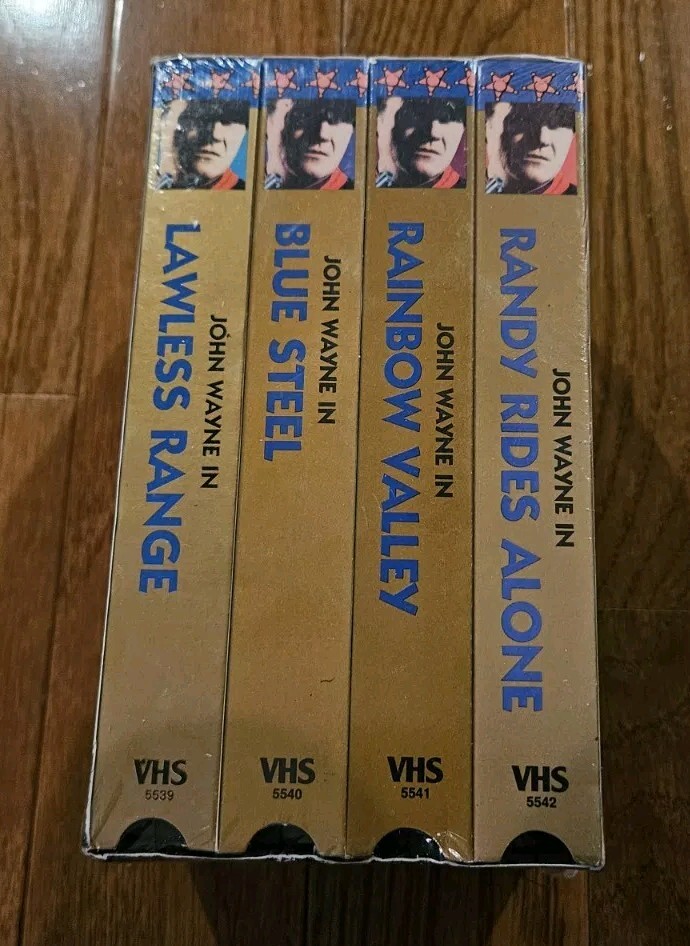 JOHN WAYNE IN
LAWLESS RANGE
VHS
5539
JOHN WAYNE IN
BLUE STEEL
VHS
5540
JOHN WAYNE IN
RAINBOW VALLEY
VHS
5541
JOHN WAYNE IN
RANDY RIDES ALONE
VHS
5542